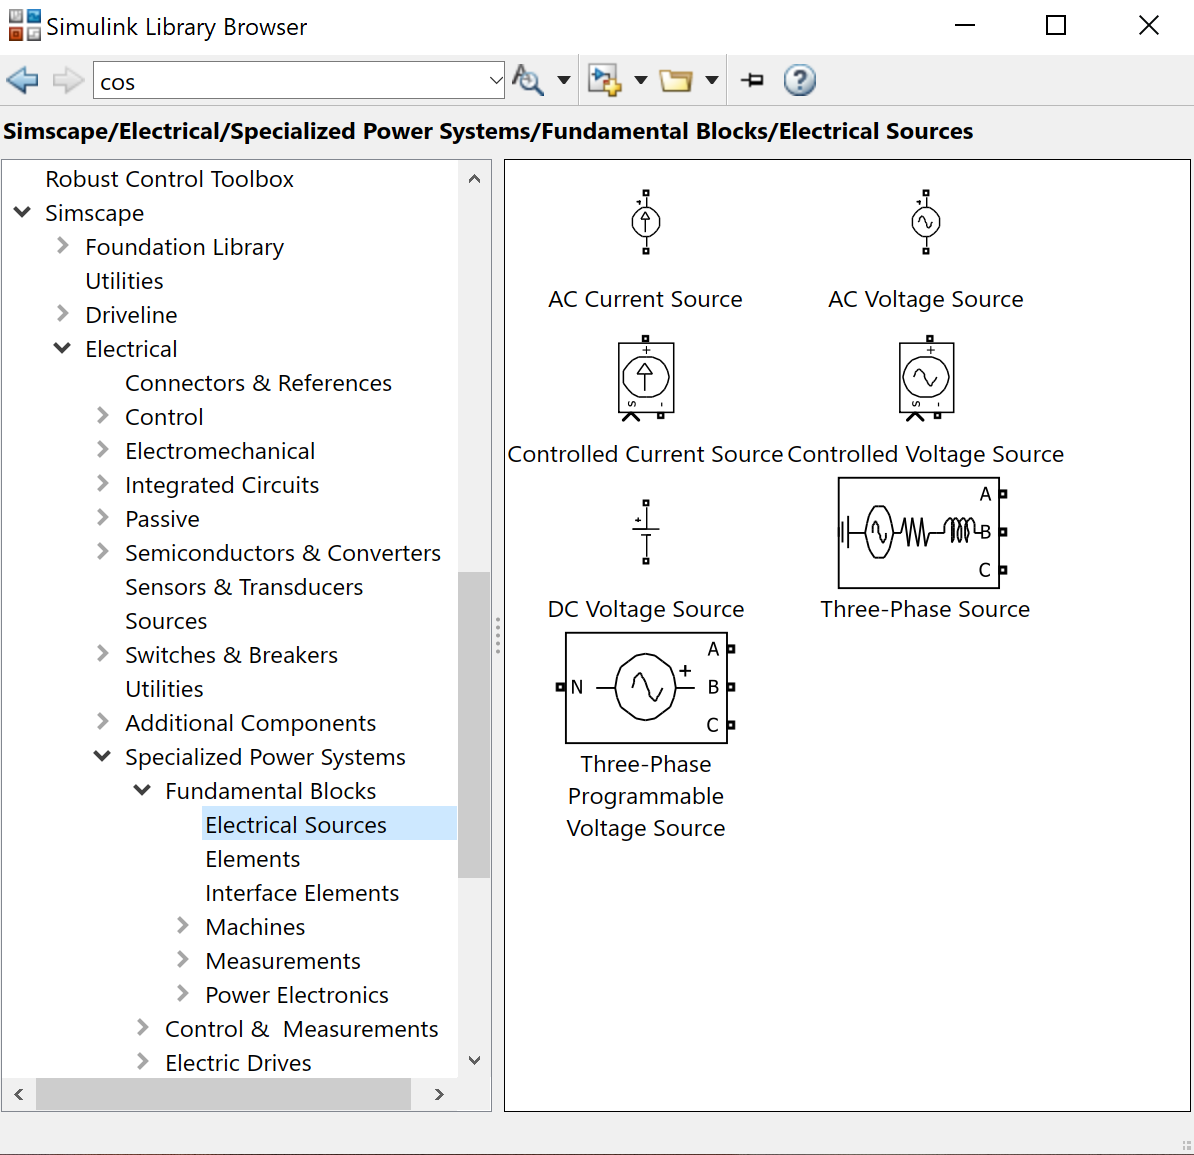 Simulink Library Browser
cos
Simscape/Electrical/Specialized Power Systems/Fundamental Blocks/Electrical Sources
Robust Control Toolbox
Simscape
Foundation Library
Utilities
Driveline
Electrical
Connectors & References
Control
Electromechanical
Integrated Circuits
Passive
Semiconductors & Converters
Sensors & Transducers
Sources
Switches & Breakers
Utilities
Additional Components
Specialized Power Systems
Fundamental Blocks
Electrical Sources
Elements
Interface Elements
Machines
Measurements
Power Electronics
Control &  Measurements
Electric Drives
AC Current Source
AC Voltage Source
+
s -
Controlled Current Source
+
s -
Controlled Voltage Source
+
DC Voltage Source
A
B
C
Three-Phase Source
N
+
A
B
C
Three-Phase
Programmable
Voltage Source